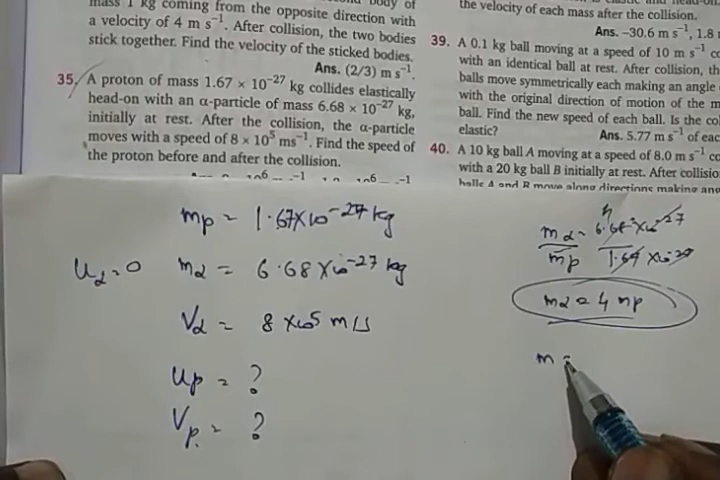 mass 1 kg coming from the opposite direction with
a velocity of 4 m s⁻¹. After collision, the two bodies
stick together. Find the velocity of the sticked bodies.
Ans. (2/3) m s⁻¹.
35. A proton of mass 1.67 × 10⁻²⁷ kg collides elastically
head-on with an α-particle of mass 6.68 × 10⁻²⁷ kg,
initially at rest. After the collision, the α-particle
moves with a speed of 8 × 10⁵ ms⁻¹. Find the speed of
the proton before and after the collision.
the velocity of each mass after the collision.
Ans. –30.6 m s⁻¹, 1.8
39. A 0.1 kg ball moving at a speed of 10 m s⁻¹
with an identical ball at rest. After collision,
balls move symmetrically each making an angle
with the original direction of motion of the
ball. Find the new speed of each ball. Is the
elastic? Ans. 5.77 m s⁻¹ of
40. A 10 kg ball A moving at a speed of 8.0 m s⁻¹
with a 20 kg ball B initially at rest. After
balls A and B move along directions making
mp = 1.67×10⁻²⁷ kg
uα=0 mα = 6.68×10⁻²⁷ kg
Vα = 8×10⁵ m/s
up = ?
Vp = ?
mα = 6.68×10⁻²⁷
mp 1.67×10⁻²⁷
4
mα = 4 mp
m =